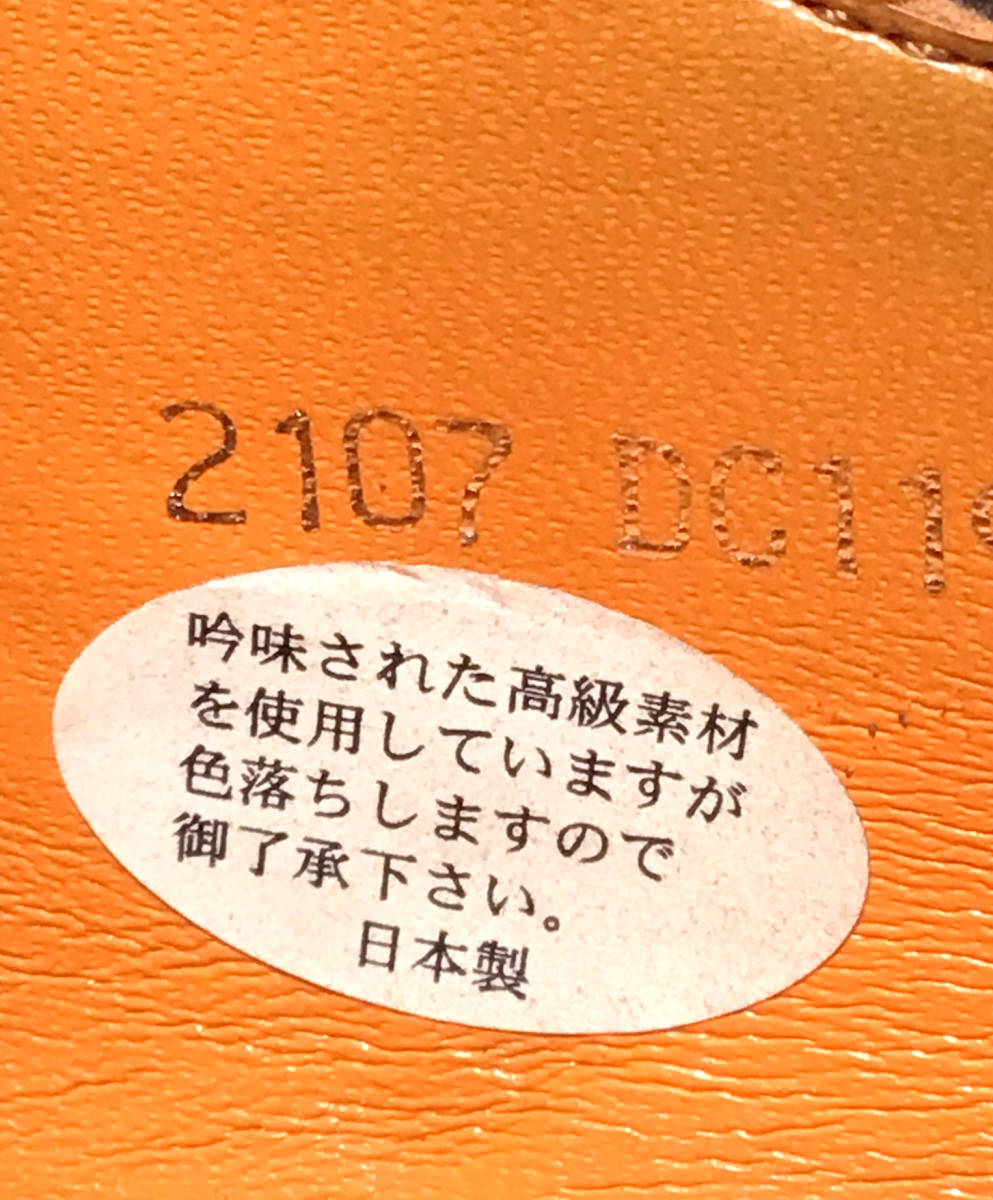 2107 DC11
吟味された高級素材
を使用していますが
色落ちしますので
御了承下さい。
日本製